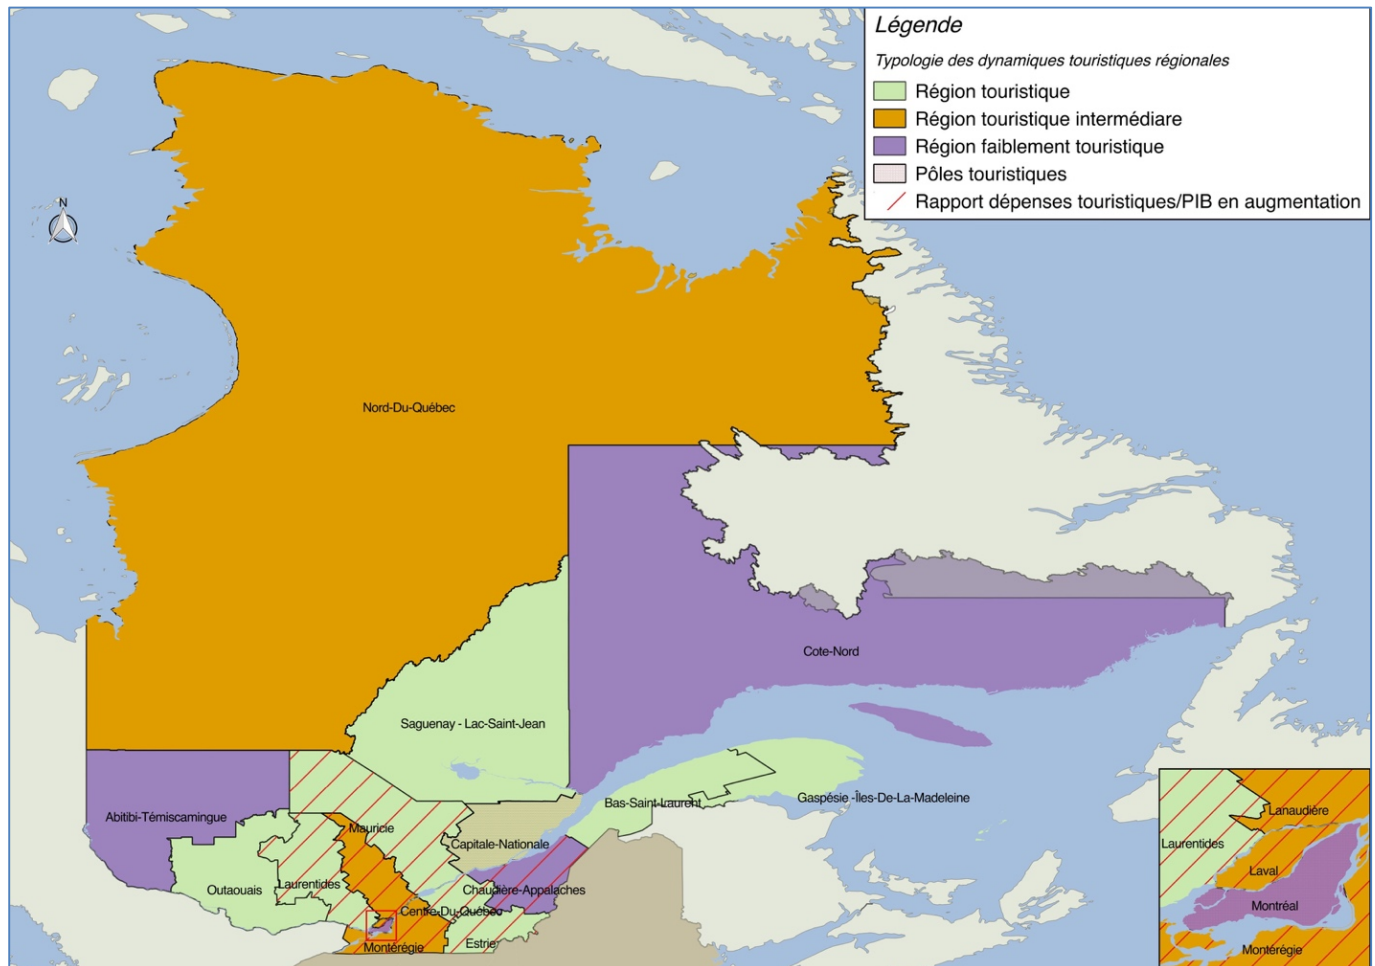 Légende
Typologie des dynamiques touristiques régionales
Région touristique
Région touristique intermédiare
Région faiblement touristique
Pôles touristiques
Rapport dépenses touristiques/PIB en augmentation
N
Nord-Du-Québec
Cote-Nord
Saguenay - Lac-Saint-Jean
Gaspésie -Îles-De-La-Madeleine
Bas-Saint-Laurent
Abitibi-Témiscamingue
Mauricie
Capitale-Nationale
Outaouais
Laurentides
Chaudière-Appalaches
Centre-Du-Québec
Estrie
Montérégie
Lanaudière
Laurentides
Laval
Montréal
Montérégie